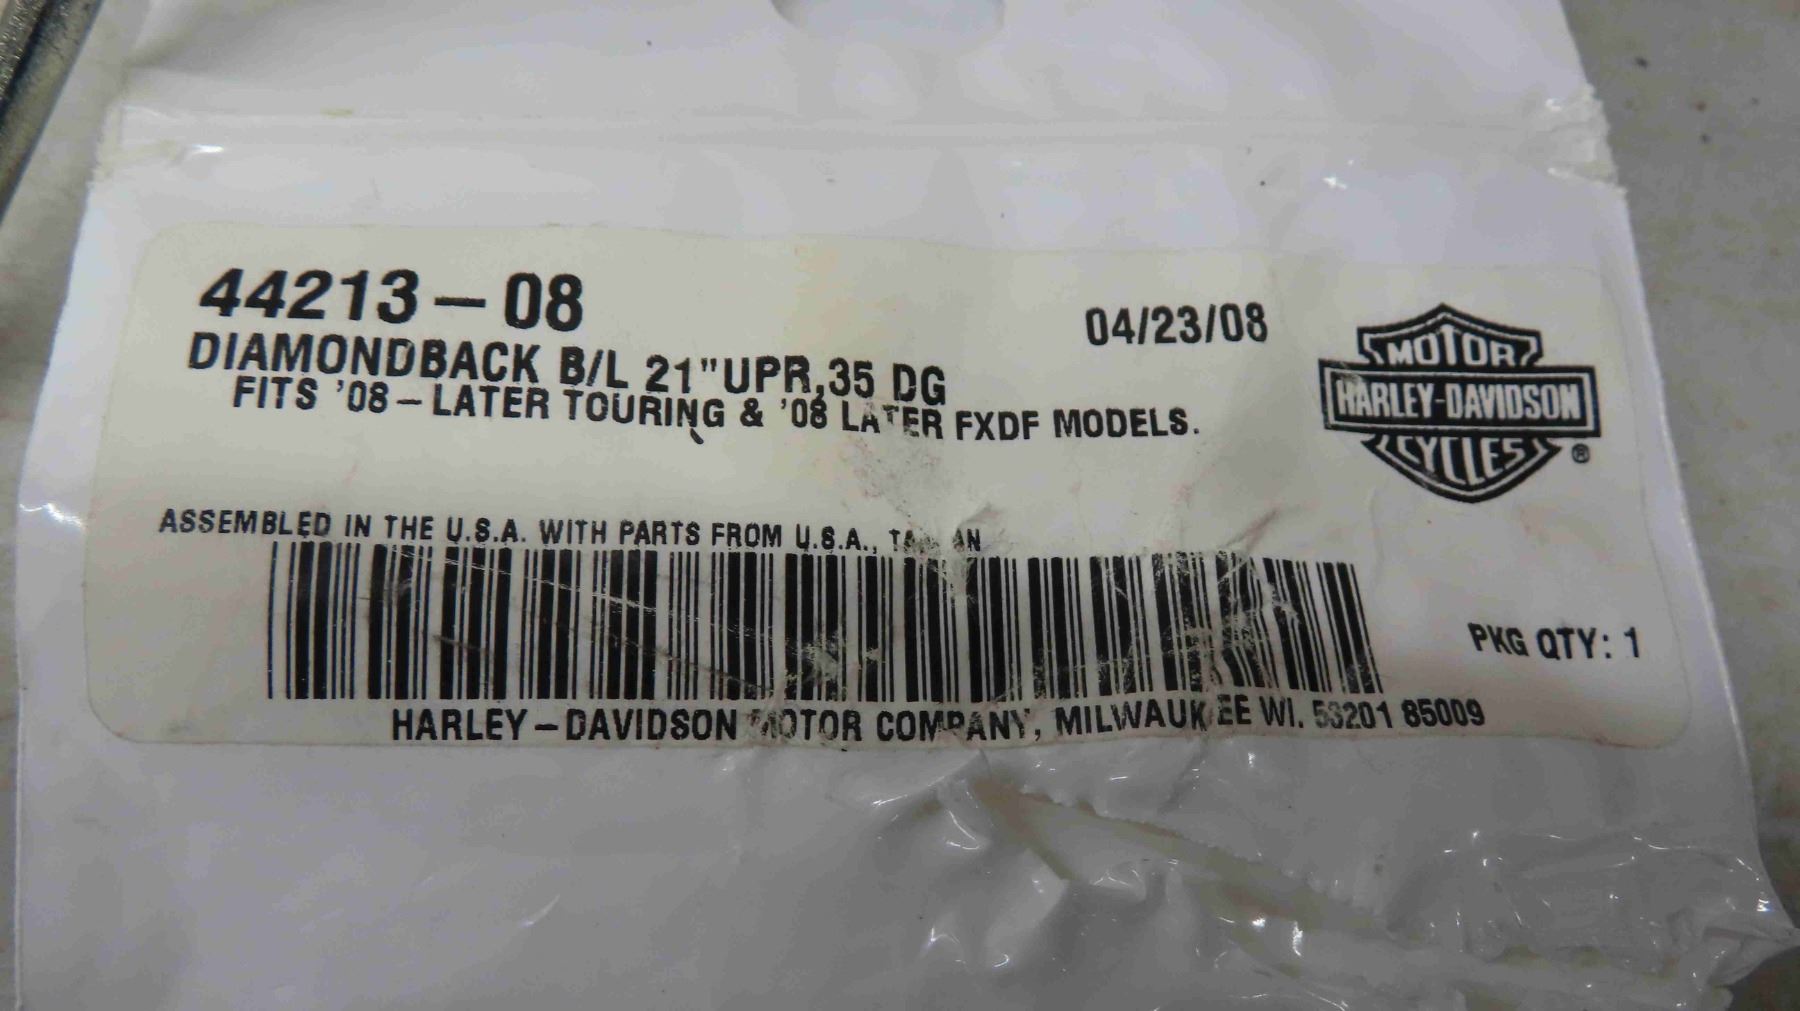 44213-08
04/23/08
DIAMONDBACK B/L 21"UPR,35 DG
FITS '08-LATER TOURING & '08 LATER FXDF MODELS.
MOTOR
HARLEY-DAVIDSON
CYCLES
®
ASSEMBLED IN THE U.S.A. WITH PARTS FROM U.S.A., TAIWAN
PKG QTY: 1
HARLEY-DAVIDSON MOTOR COMPANY, MILWAUKEE WI. 53201 85009